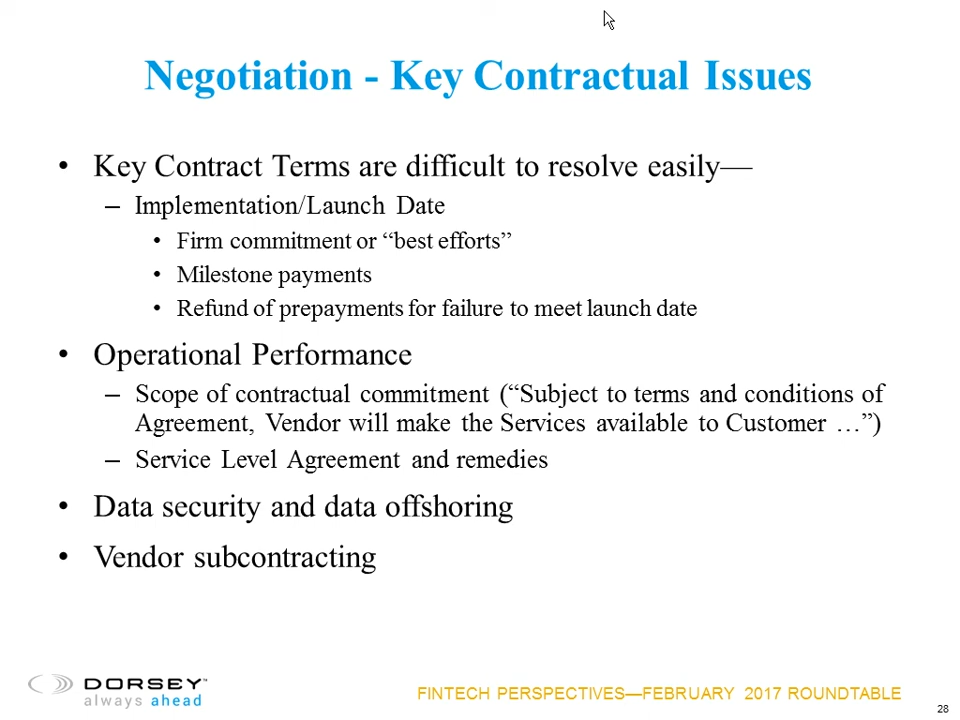 Negotiation - Key Contractual Issues
• Key Contract Terms are difficult to resolve easily—
– Implementation/Launch Date
• Firm commitment or “best efforts”
• Milestone payments
• Refund of prepayments for failure to meet launch date
• Operational Performance
– Scope of contractual commitment (“Subject to terms and conditions of
Agreement, Vendor will make the Services available to Customer …”)
– Service Level Agreement and remedies
• Data security and data offshoring
• Vendor subcontracting
DORSEY™
always ahead
FINTECH PERSPECTIVES—FEBRUARY 2017 ROUNDTABLE
28